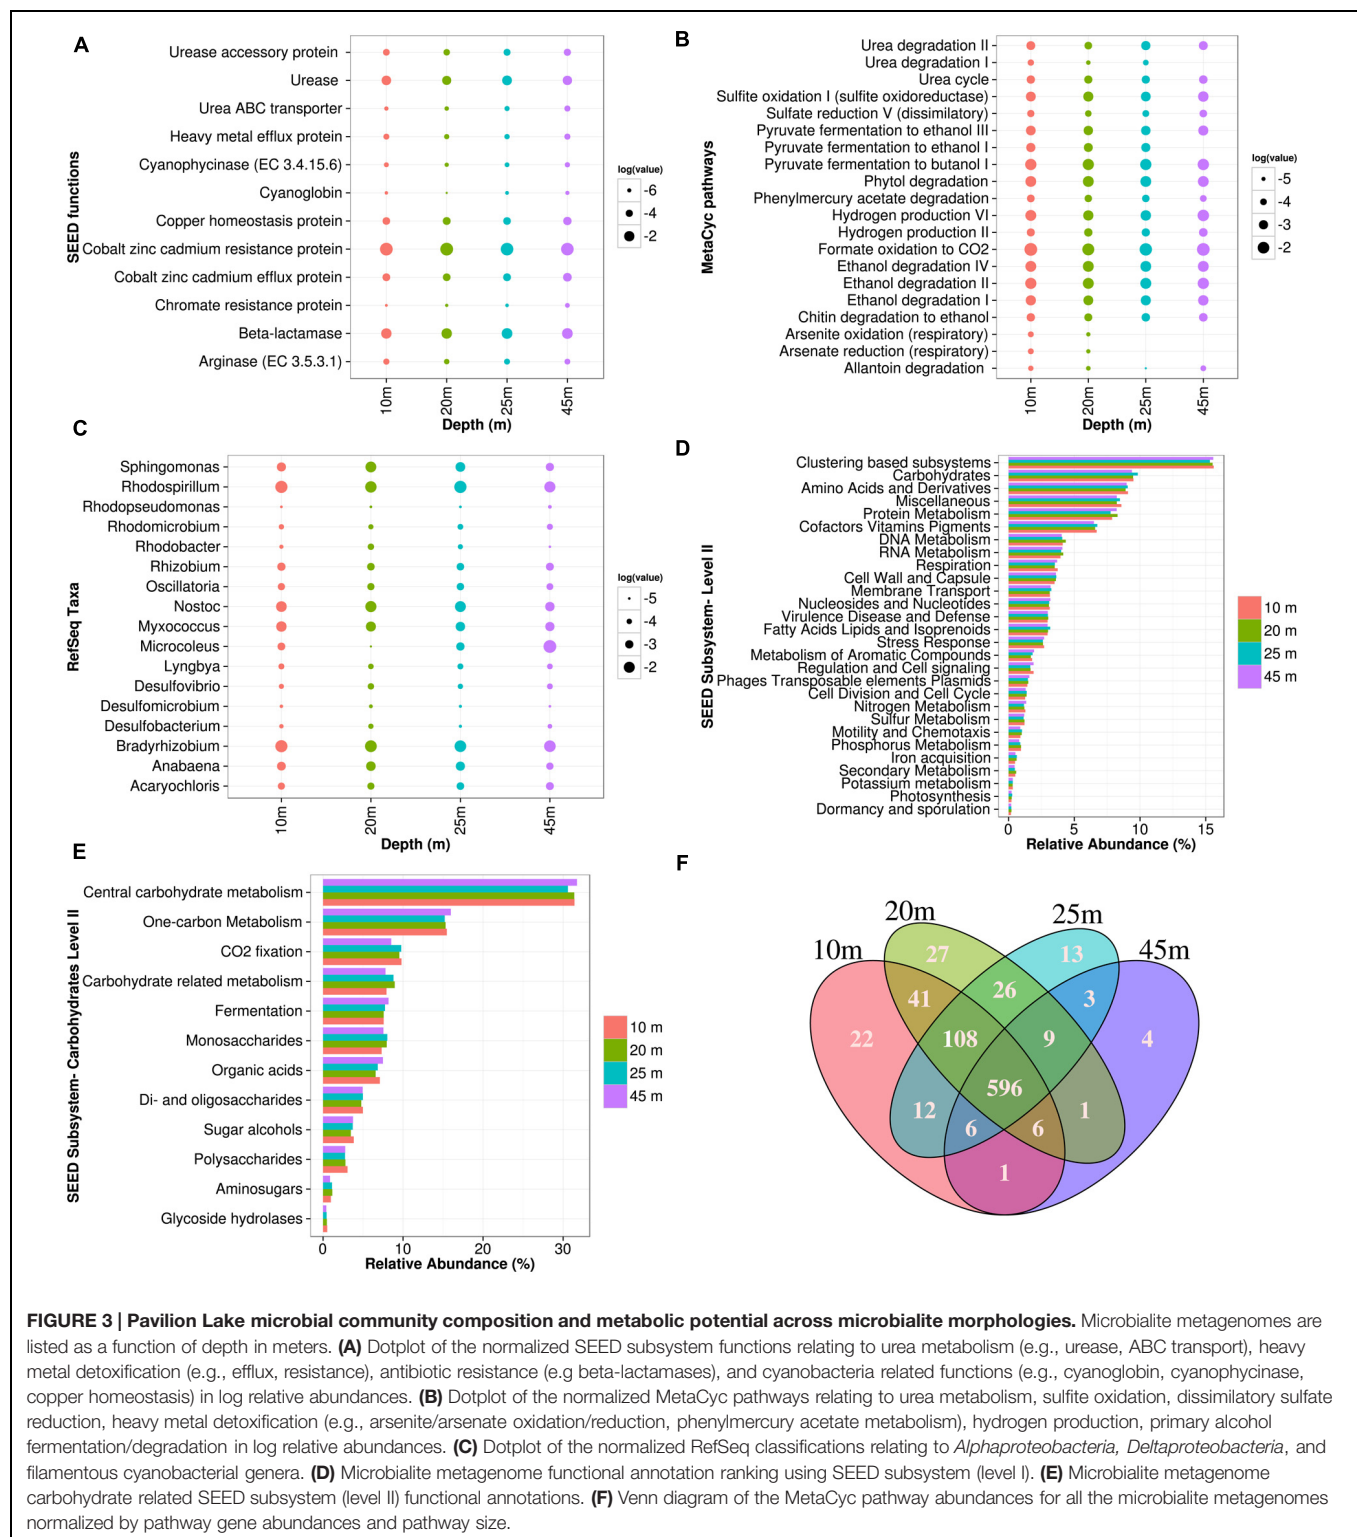 A
SEED functions
Urease accessory protein
Urease
Urea ABC transporter
Heavy metal efflux protein
Cyanophycinase (EC 3.4.15.6)
Cyanoglobin
Copper homeostasis protein
Cobalt zinc cadmium resistance protein
Cobalt zinc cadmium efflux protein
Chromate resistance protein
Beta-lactamase
Arginase (EC 3.5.3.1)
10m
20m
25m
45m
Depth (m)
log(value)
-6
-4
-2
B
MetaCyc pathways
Urea degradation II
Urea degradation I
Urea cycle
Sulfite oxidation I (sulfite oxidoreductase)
Sulfate reduction V (dissimilatory)
Pyruvate fermentation to ethanol III
Pyruvate fermentation to ethanol I
Pyruvate fermentation to butanol I
Phytol degradation
Phenylmercury acetate degradation
Hydrogen production VI
Hydrogen production II
Formate oxidation to CO2
Ethanol degradation IV
Ethanol degradation II
Ethanol degradation I
Chitin degradation to ethanol
Arsenite oxidation (respiratory)
Arsenate reduction (respiratory)
Allantoin degradation
10m
20m
25m
45m
Depth (m)
log(value)
-5
-4
-3
-2
C
RefSeq Taxa
Sphingomonas
Rhodospirillum
Rhodopseudomonas
Rhodomicrobium
Rhodobacter
Rhizobium
Oscillatoria
Nostoc
Myxococcus
Microcoleus
Lyngbya
Desulfovibrio
Desulfomicrobium
Desulfobacterium
Bradyrhizobium
Anabaena
Acaryochloris
10m
20m
25m
45m
Depth (m)
log(value)
-5
-4
-3
-2
D
SEED Subsystem- Level II
Clustering based subsystems
Carbohydrates
Amino Acids and Derivatives
Miscellaneous
Protein Metabolism
Cofactors Vitamins Pigments
DNA Metabolism
RNA Metabolism
Respiration
Cell Wall and Capsule
Membrane Transport
Nucleosides and Nucleotides
Virulence Disease and Defense
Fatty Acids Lipids and Isoprenoids
Stress Response
Metabolism of Aromatic Compounds
Regulation and Cell signaling
Phages Transposable elements Plasmids
Cell Division and Cell Cycle
Nitrogen Metabolism
Sulfur Metabolism
Motility and Chemotaxis
Phosphorus Metabolism
Iron acquisition
Secondary Metabolism
Potassium metabolism
Photosynthesis
Dormancy and sporulation
0 5 10 15
Relative Abundance (%)
10 m
20 m
25 m
45 m
E
SEED Subsystem- Carbohydrates Level II
Central carbohydrate metabolism
One-carbon Metabolism
CO2 fixation
Carbohydrate related metabolism
Fermentation
Monosaccharides
Organic acids
Di- and oligosaccharides
Sugar alcohols
Polysaccharides
Aminosugars
Glycoside hydrolases
0 10 20 30
Relative Abundance (%)
10 m
20 m
25 m
45 m
F
20m 25m
10m 45m
27 13
41 26 3
22 108 9 4
596
12 1
6 6
1
FIGURE 3 | Pavilion Lake microbial community composition and metabolic potential across microbialite morphologies. Microbialite metagenomes are
listed as a function of depth in meters. (A) Dotplot of the normalized SEED subsystem functions relating to urea metabolism (e.g., urease, ABC transport), heavy
metal detoxification (e.g., efflux, resistance), antibiotic resistance (e.g beta-lactamases), and cyanobacteria related functions (e.g., cyanoglobin, cyanophycinase,
copper homeostasis) in log relative abundances. (B) Dotplot of the normalized MetaCyc pathways relating to urea metabolism, sulfite oxidation, dissimilatory sulfate
reduction, heavy metal detoxification (e.g., arsenite/arsenate oxidation/reduction, phenylmercury acetate metabolism), hydrogen production, primary alcohol
fermentation/degradation in log relative abundances. (C) Dotplot of the normalized RefSeq classifications relating to Alphaproteobacteria, Deltaproteobacteria, and
filamentous cyanobacterial genera. (D) Microbialite metagenome functional annotation ranking using SEED subsystem (level I). (E) Microbialite metagenome
carbohydrate related SEED subsystem (level II) functional annotations. (F) Venn diagram of the MetaCyc pathway abundances for all the microbialite metagenomes
normalized by pathway gene abundances and pathway size.